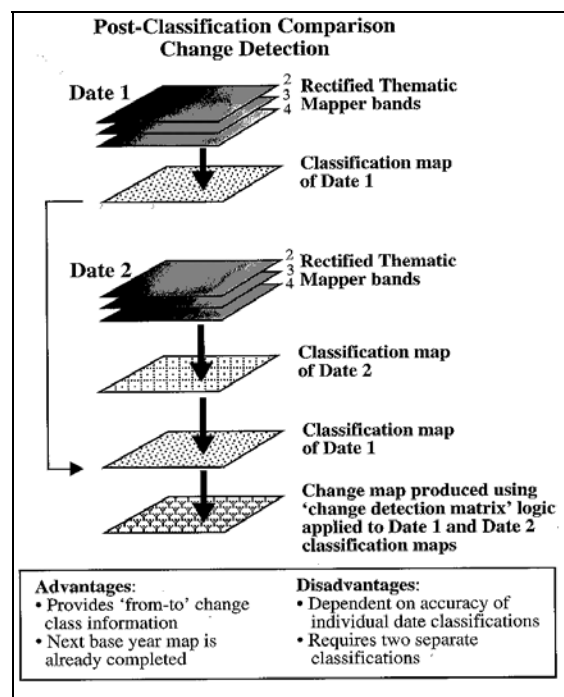 Post-Classification Comparison
Change Detection
Date 1
2
3
4
Rectified Thematic
Mapper bands
Classification map
of Date 1
Date 2
2
3
4
Rectified Thematic
Mapper bands
Classification map
of Date 2
Classification map
of Date 1
Change map produced using
‘change detection matrix’ logic
applied to Date 1 and Date 2
classification maps
Advantages:
• Provides ‘from-to’ change
class information
• Next base year map is
already completed
Disadvantages:
• Dependent on accuracy of
individual date classifications
• Requires two separate
classifications